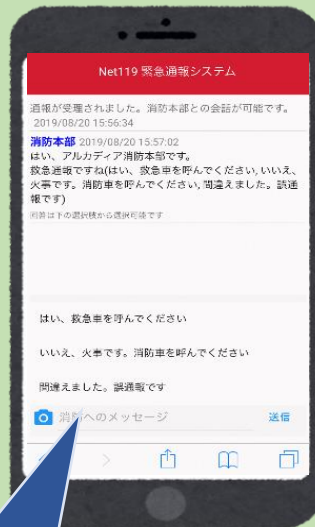 Net119 緊急通報システム
通報が受理されました。消防本部との会話が可能です。
2019/08/20 15:56:34
消防本部 2019/08/20 15:57:02
はい、アルカディア消防本部です。
救急通報ですね(はい、救急車を呼んでください, いいえ、
火事です。消防車を呼んでください, 間違えました。誤通
報です)
回答は下の選択肢から選択可能です
はい、救急車を呼んでください
いいえ、火事です。消防車を呼んでください
間違えました。誤通報です
消防へのメッセージ
送信